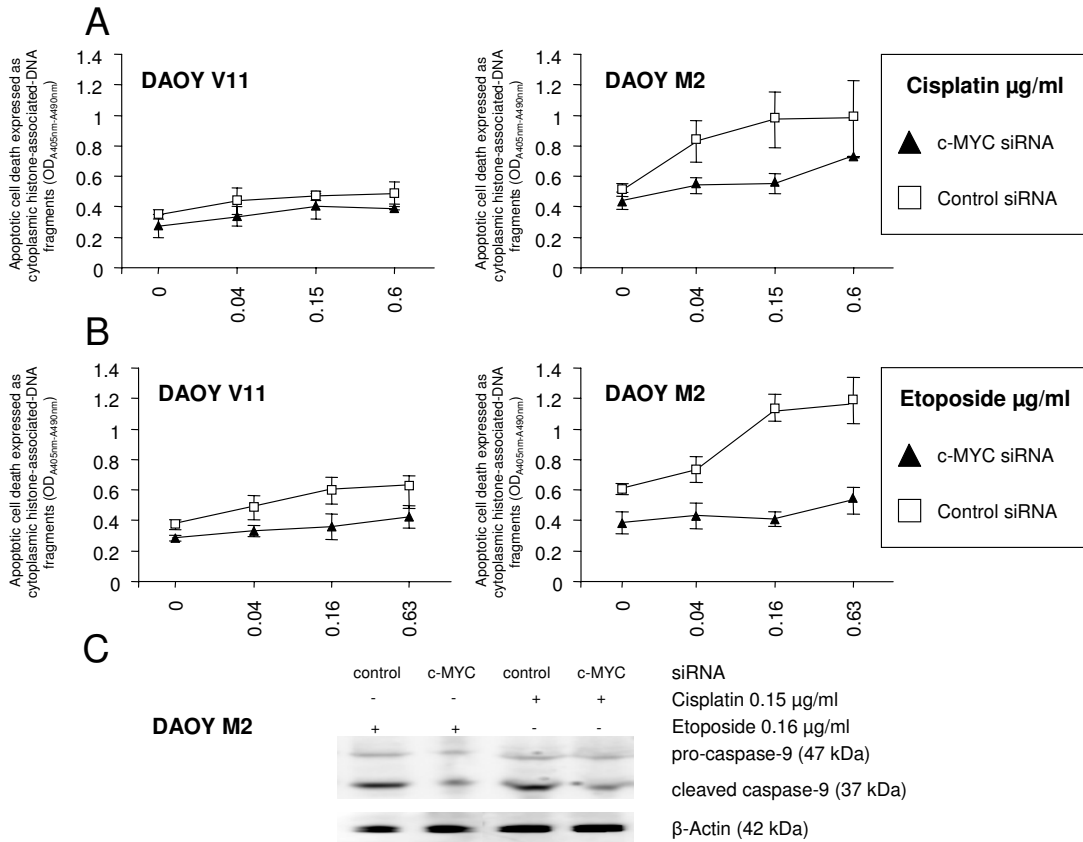 A
Apoptotic cell death expressed as
cytoplasmic histone-associated-DNA
fragments (OD A405nm-A490nm)
1.4
1.2
1
0.8
0.6
0.4
0.2
0
DAOY V11
0
0.04
0.15
0.6
Apoptotic cell death expressed as
cytoplasmic histone-associated-DNA
fragments (OD A405nm-A490nm)
1.4
1.2
1
0.8
0.6
0.4
0.2
0
DAOY M2
0
0.04
0.15
0.6
Cisplatin µg/ml
c-MYC siRNA
Control siRNA
B
Apoptotic cell death expressed as
cytoplasmic histone-associated-DNA
fragments (OD A405nm-A490nm)
1.4
1.2
1
0.8
0.6
0.4
0.2
0
DAOY V11
0
0.04
0.16
0.63
Apoptotic cell death expressed as
cytoplasmic histone-associated-DNA
fragments (OD A405nm-A490nm)
1.4
1.2
1
0.8
0.6
0.4
0.2
0
DAOY M2
0
0.04
0.16
0.63
Etoposide µg/ml
c-MYC siRNA
Control siRNA
C
control c-MYC control c-MYC siRNA
- - + + Cisplatin 0.15 µg/ml
DAOY M2 + + - - Etoposide 0.16 µg/ml
pro-caspase-9 (47 kDa)
cleaved caspase-9 (37 kDa)
β-Actin (42 kDa)